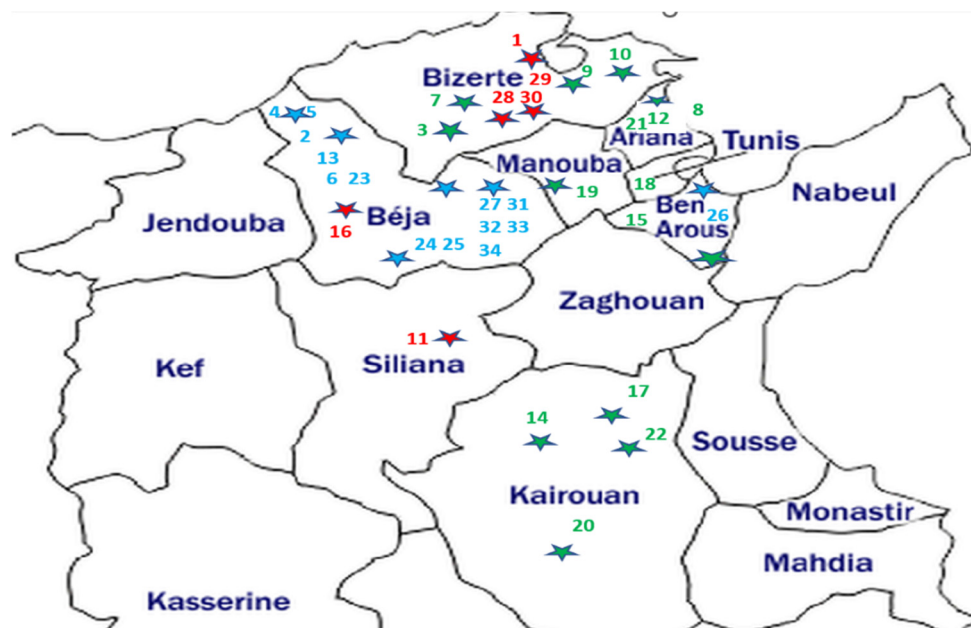 1
10
Bizerte
29
9
7
28 30
4 5
8
21 12
3
2
Ariana
Tunis
13
Manouba
6 23
18
19
Nabeul
27 31
Ben
Béja
15
26
Jendouba
16
32 33
Arous
24 25
34
Zaghouan
11
Kef
Siliana
17
14
22
Sousse
Kairouan
Monastir
20
Mahdia
Kasserine